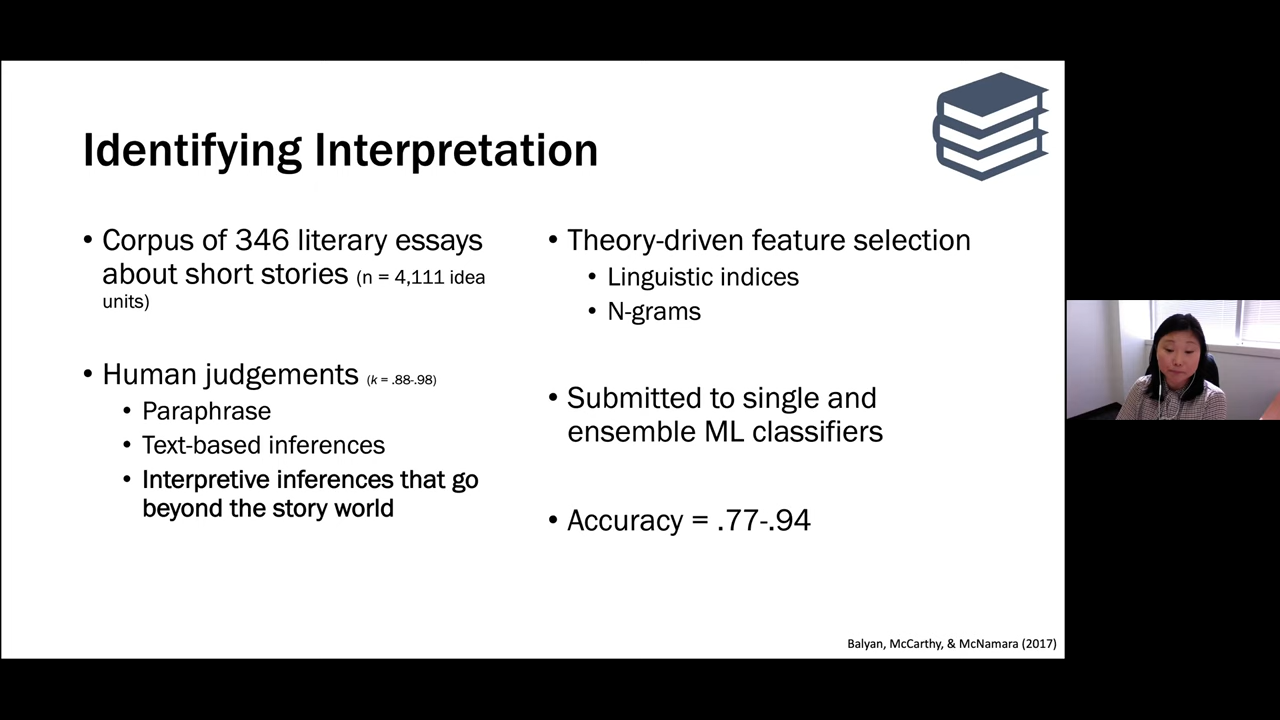 Identifying Interpretation
• Corpus of 346 literary essays
about short stories (n = 4,111 idea
units)
• Human judgements (k = .88-.98)
• Paraphrase
• Text-based inferences
• Interpretive inferences that go
beyond the story world
• Theory-driven feature selection
• Linguistic indices
• N-grams
• Submitted to single and
ensemble ML classifiers
• Accuracy = .77-.94
Balyan, McCarthy, & McNamara (2017)